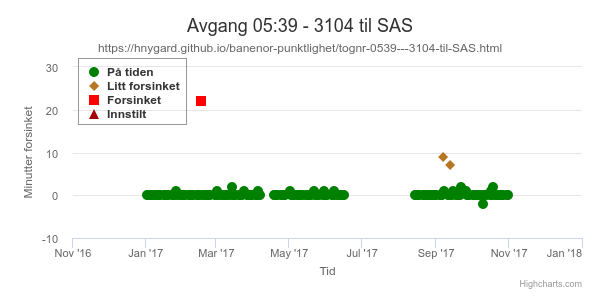 Avgang 05:39 - 3104 til SAS
https://hnygard.github.io/banenor-punktlighet/tognr-0539---3104-til-SAS.html
På tiden
Litt forsinket
Forsinket
Innstilt
Minutter forsinket
30
20
10
0
-10
Nov '16
Jan '17
Mar '17
May '17
Jul '17
Sep '17
Nov '17
Jan '18
Tid
Highcharts.com